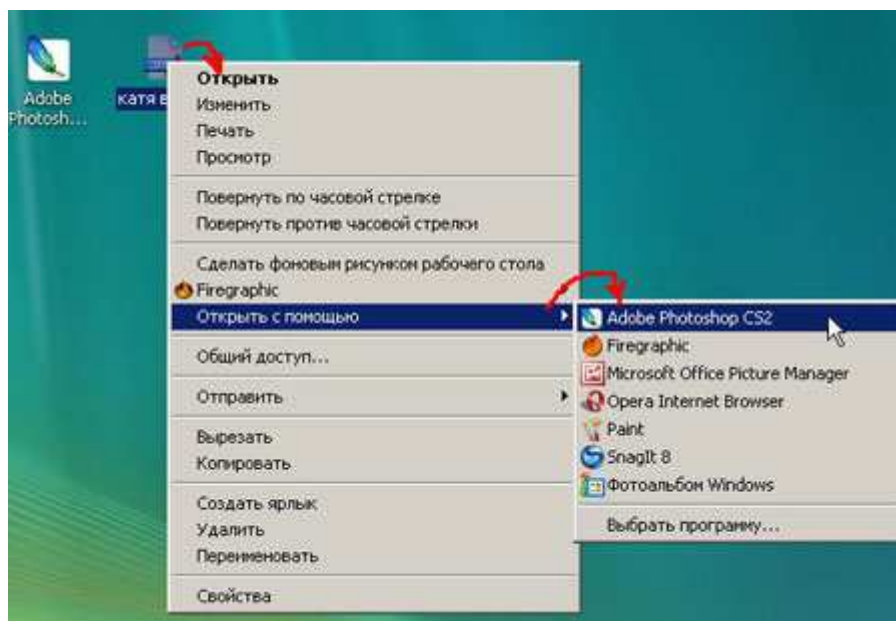 Adobe
Photosh...
катя в
Открыть
Изменить
Печать
Просмотр
Повернуть по часовой стрелке
Повернуть против часовой стрелки
Сделать фоновым рисунком рабочего стола
Firegraphic
Открыть с помощью
Общий доступ...
Отправить
Вырезать
Копировать
Создать ярлык
Удалить
Переименовать
Свойства
Adobe Photoshop CS2
Firegraphic
Microsoft Office Picture Manager
Opera Internet Browser
Paint
SnagIt 8
Фотоальбом Windows
Выбрать программу...